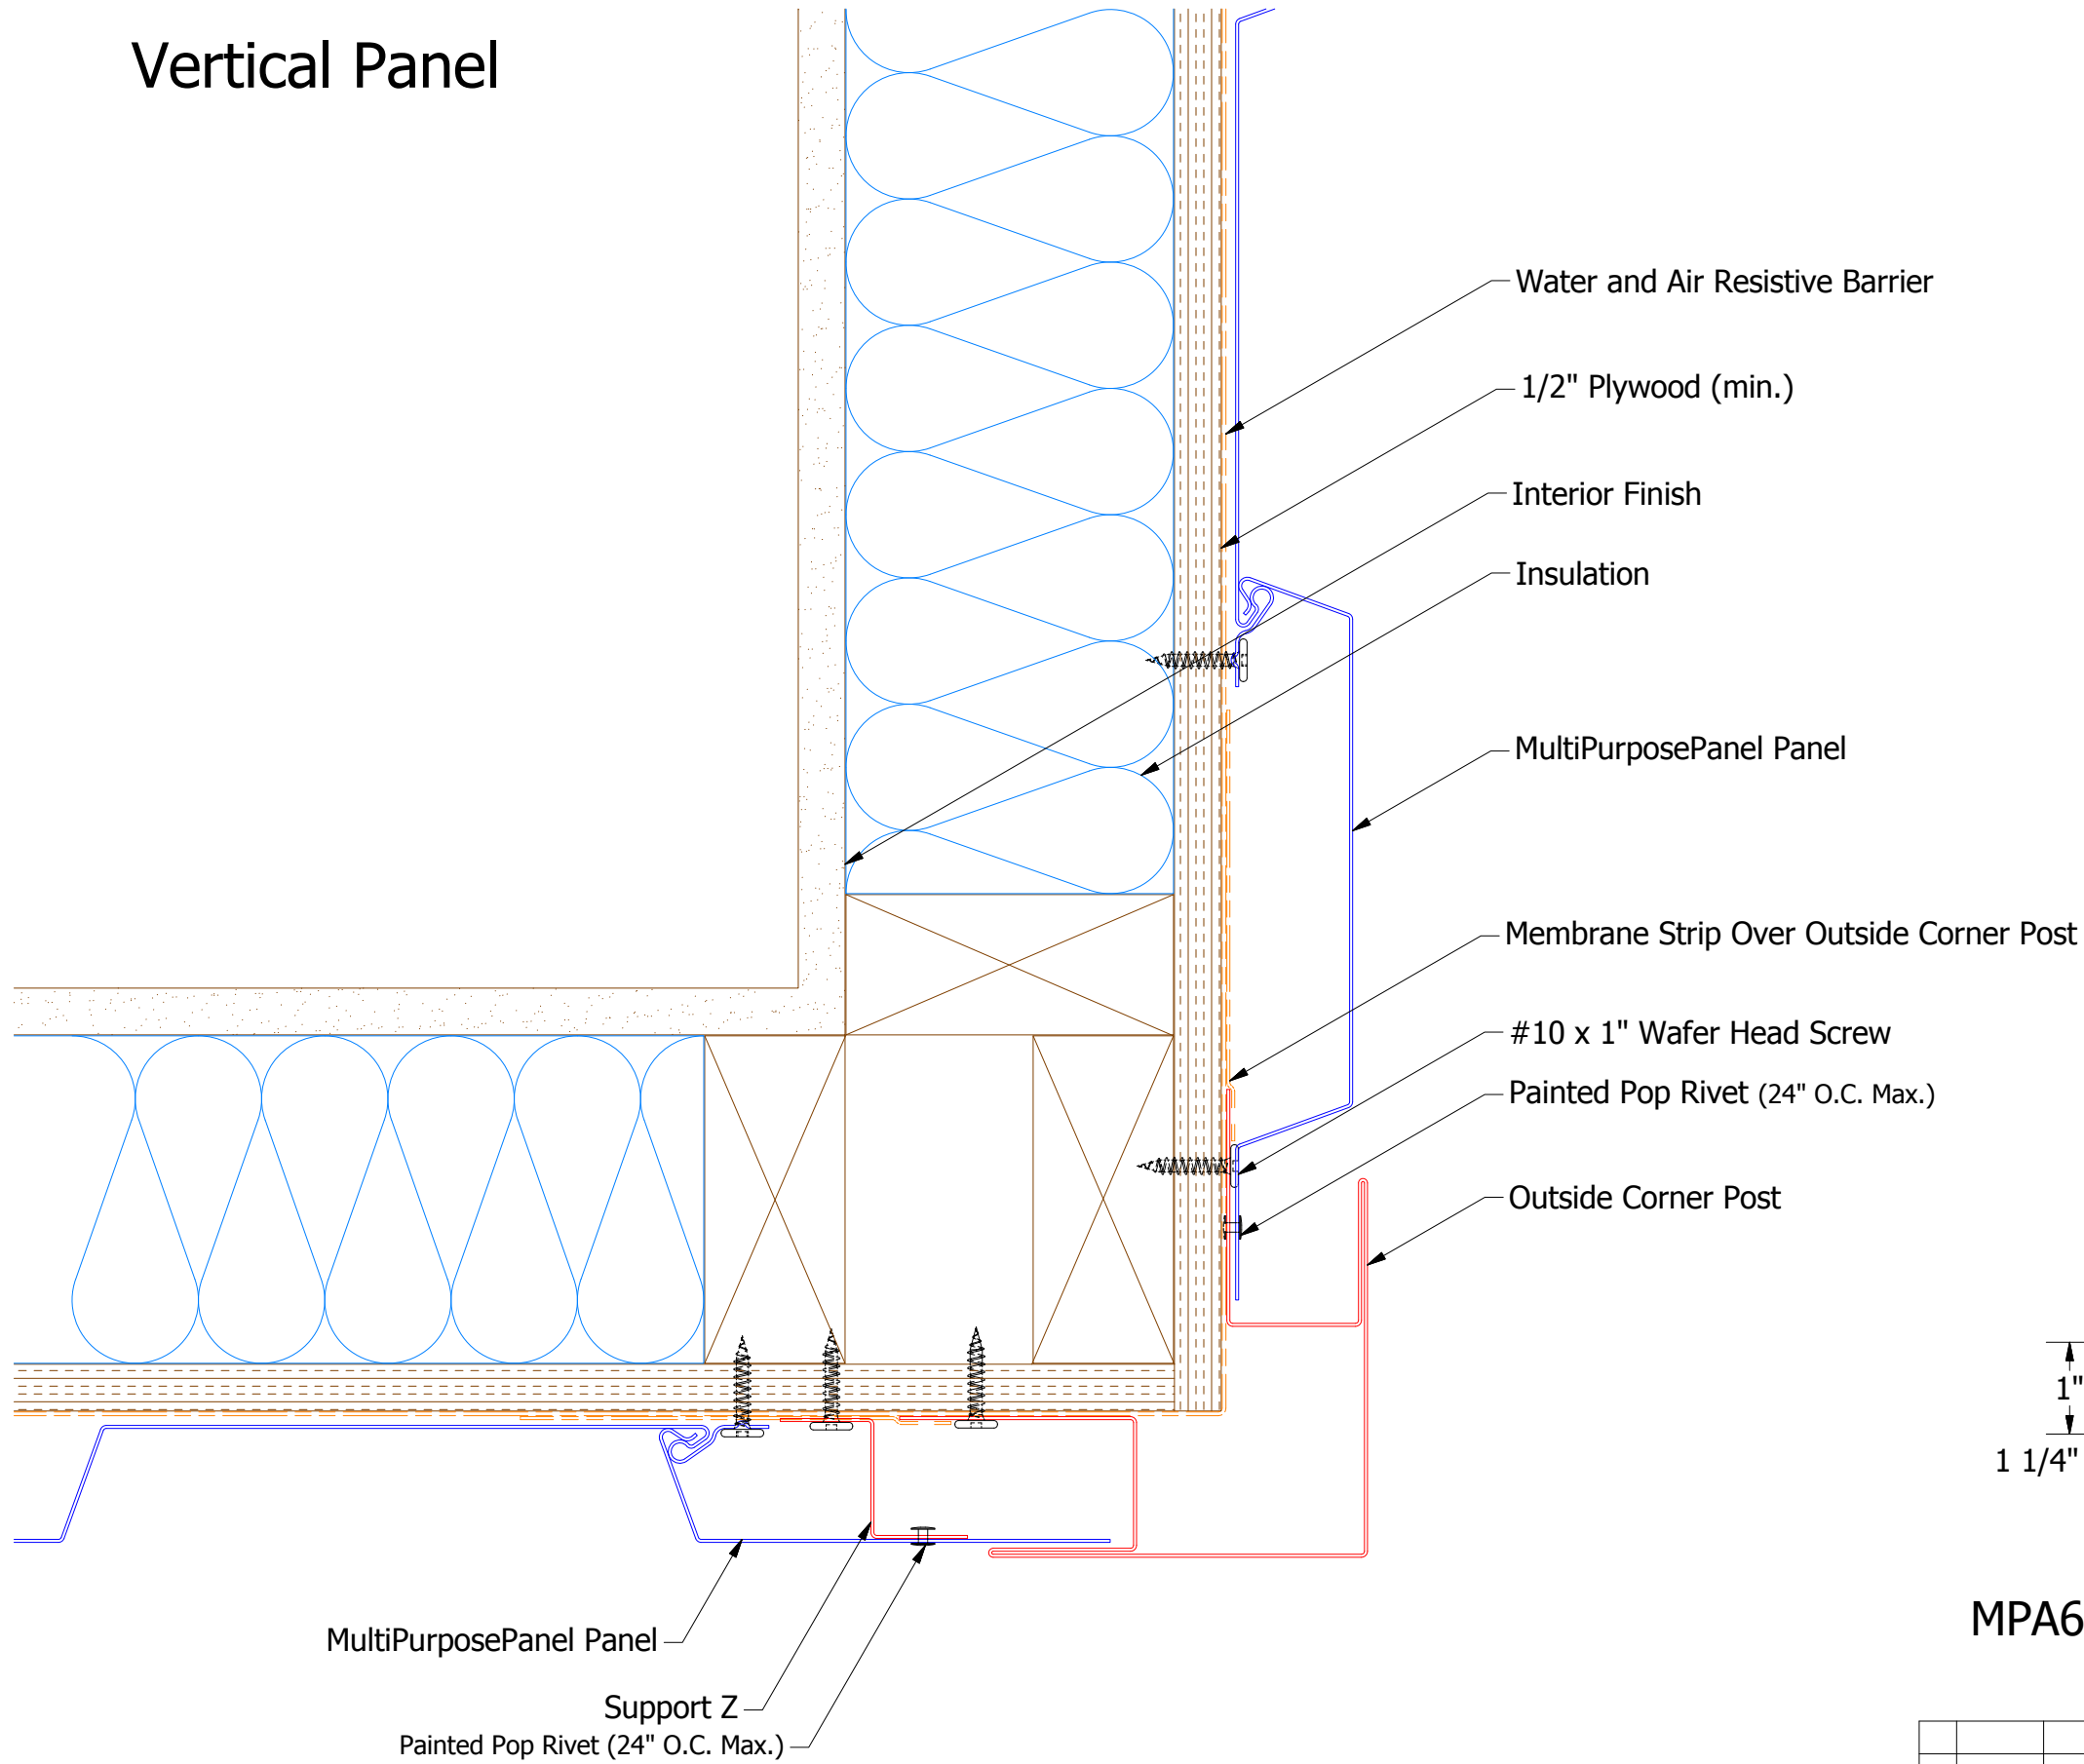 Vertical Panel
Water and Air Resistive Barrier
1/2" Plywood (min.)
Interior Finish
Insulation
MultiPurposePanel Panel
Membrane Strip Over Outside Corner Post
#10 x 1" Wafer Head Screw
Painted Pop Rivet (24" O.C. Max.)
Outside Corner Post
1"
1 1/4"
MPA6
MultiPurposePanel Panel
Support Z
Painted Pop Rivet (24" O.C. Max.)